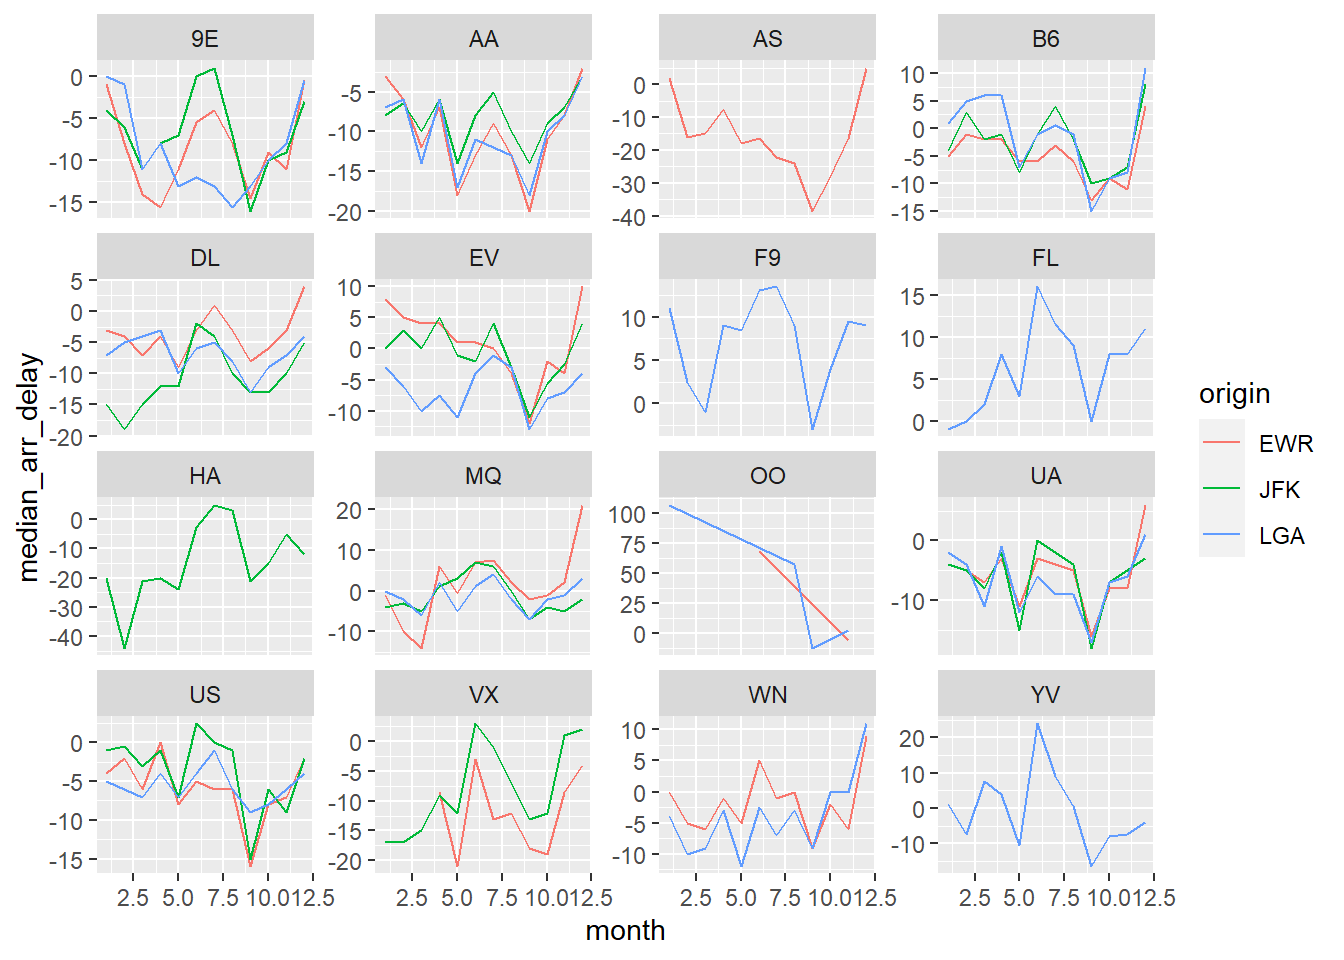 9E AA AS B6
0 -5 -10 -15
-5 -10 -15 -20
0 -10 -20 -30 -40
10 5 0 -5 -10 -15
DL EV F9 FL
5 0 -5 -10 -15 -20
10 5 0 -5 -10
10 5 0
15 10 5 0
HA MQ OO UA
0 -10 -20 -30 -40
20 10 0 -10
100 75 50 25 0
0 -10
US VX WN YV
0 -5 -10 -15
0 -5 -10 -15 -20
10 5 0 -5 -10
20 10 0 -10
2.5 5.0 7.5 10.0 12.5
2.5 5.0 7.5 10.0 12.5
2.5 5.0 7.5 10.0 12.5
2.5 5.0 7.5 10.0 12.5
month
median_arr_delay
origin
EWR
JFK
LGA